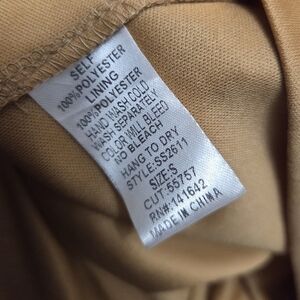 SELF
100%POLYESTER
LINING
100%POLYESTER
HAND WASH COLD
WASH SEPARATELY
COLOR WILL BLEED
NO BLEACH
HANG TO DRY
STYLE:SS2611
SIZE:S
CUT:55757
RN#:141642
MADE IN CHINA